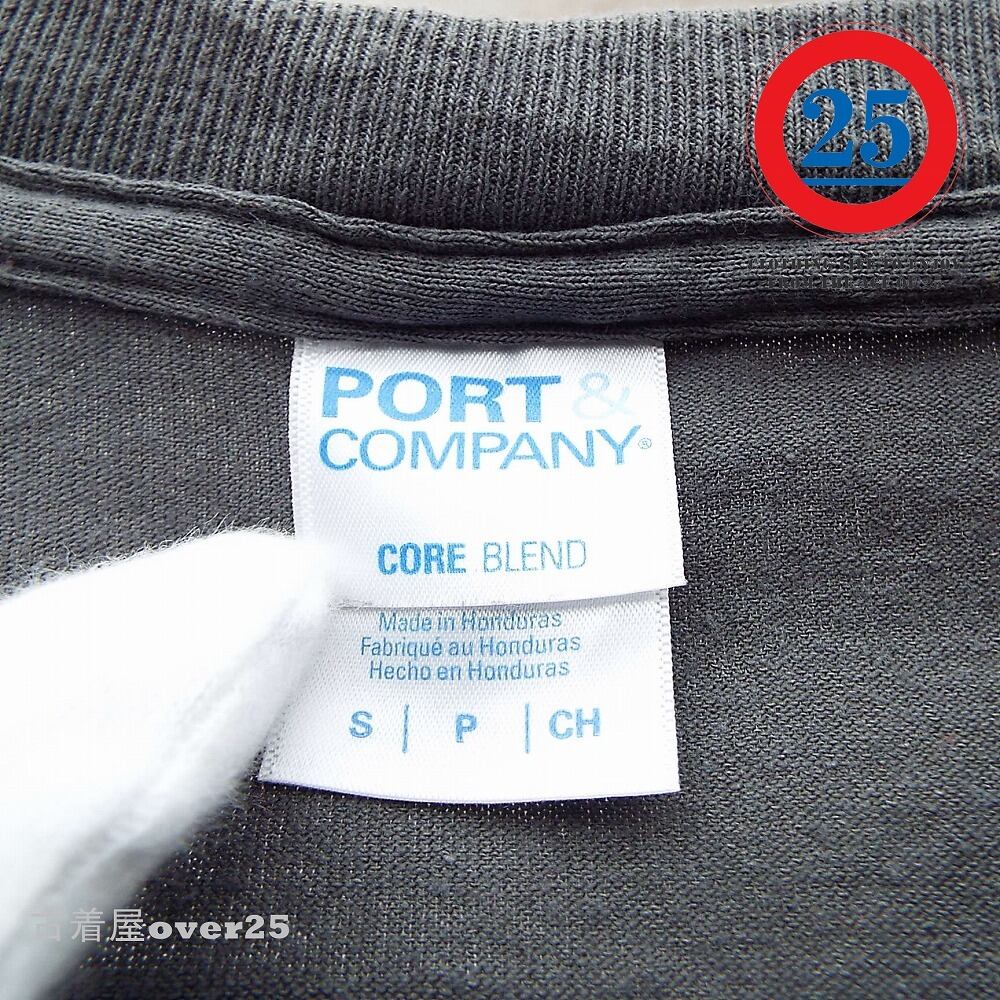 25
PORT &
COMPANY®
CORE BLEND
Made in Honduras
Fabriqué au Honduras
Hecho en Honduras
S | P | CH
古着屋over25